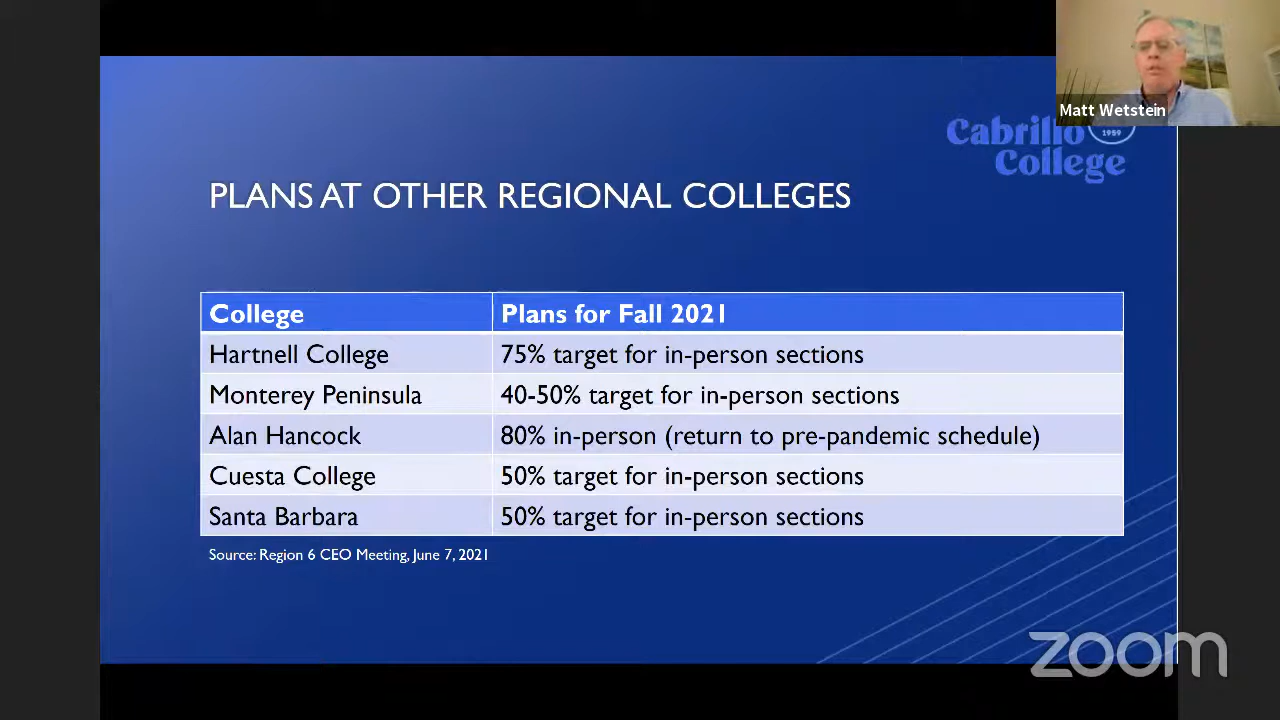 Matt Wetstein
Cabrillo
1959
College
PLANS AT OTHER REGIONAL COLLEGES
College Plans for Fall 2021
Hartnell College 75% target for in-person sections
Monterey Peninsula 40-50% target for in-person sections
Alan Hancock 80% in-person (return to pre-pandemic schedule)
Cuesta College 50% target for in-person sections
Santa Barbara 50% target for in-person sections
Source: Region 6 CEO Meeting, June 7, 2021
zoom